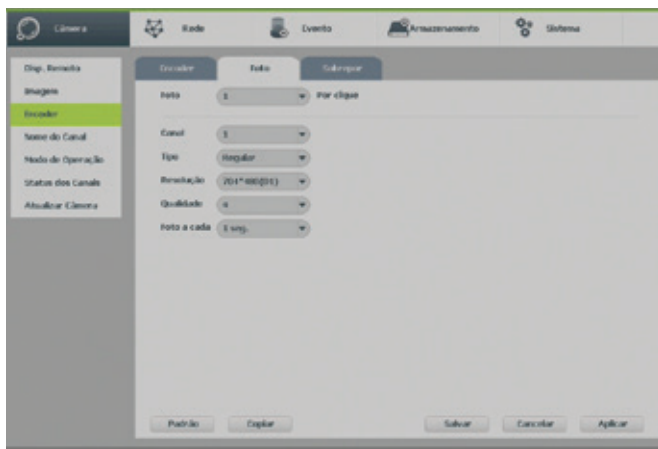 Câmera
Rede
Evento
Armazenamento
Sistema
Disp. Remoto
Imagem
Encoder
Nome do Canal
Modo de Operação
Status dos Canais
Atualizar Câmera
Encoder
Foto
Sobrepor
Foto 1 Por clique
Canal 1
Tipo Regular
Resolução 704*480(D1)
Qualidade 4
Foto a cada 1 seg.
Padrão
Copiar
Salvar
Cancelar
Aplicar